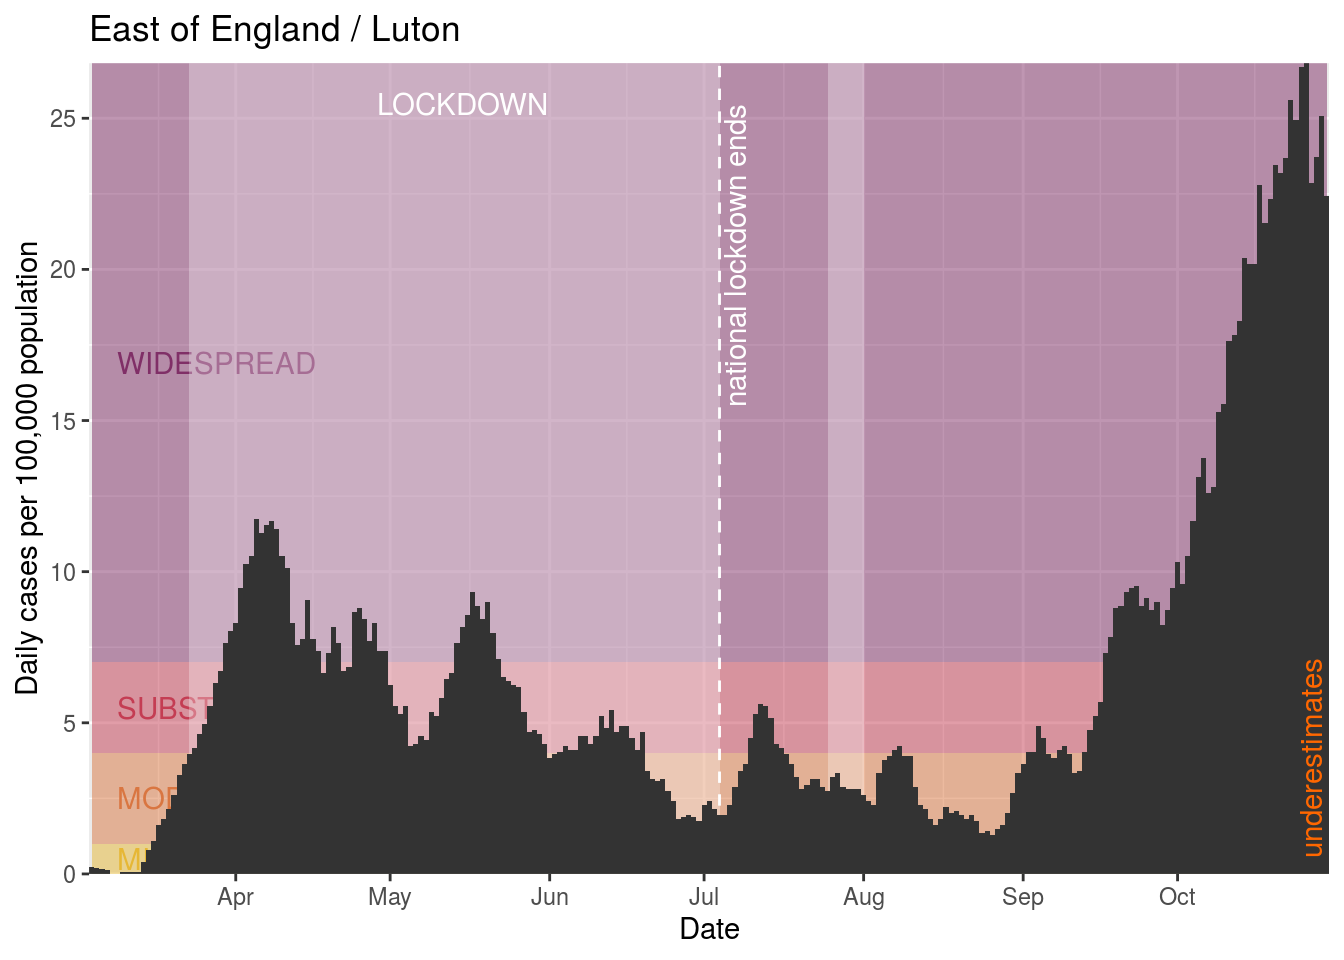 East of England / Luton
LOCKDOWN
national lockdown ends
WIDESPREAD
SUBST
MOD
M
underestimates
Daily cases per 100,000 population
25
20
15
10
5
0
Apr
May
Jun
Jul
Aug
Sep
Oct
Date